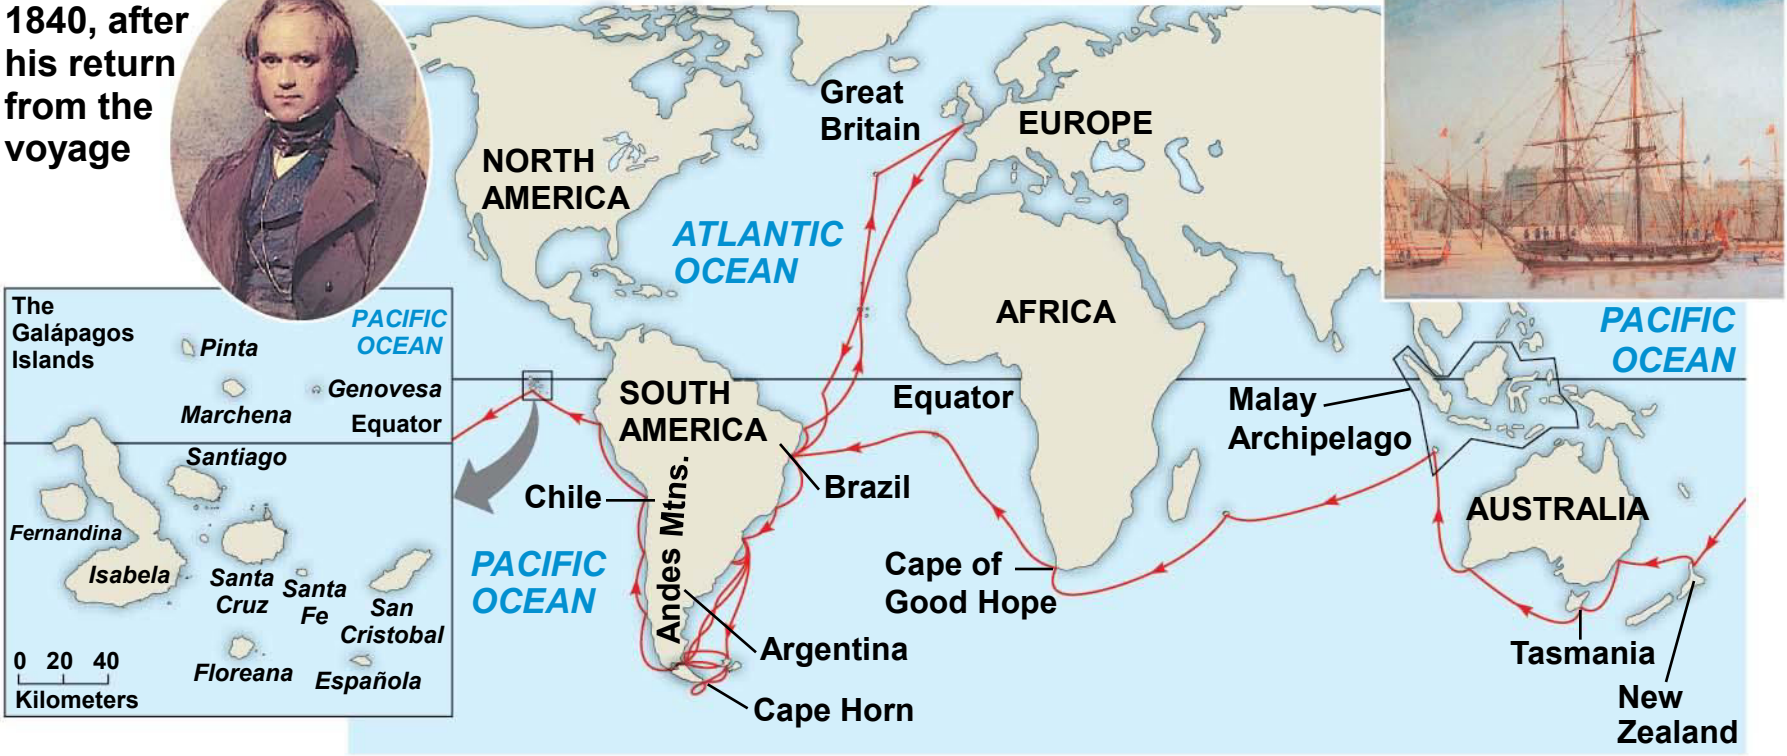 1840, after
his return
from the
voyage
Great
Britain
EUROPE
NORTH
AMERICA
ATLANTIC
OCEAN
AFRICA
PACIFIC
OCEAN
The
Galápagos
Islands
PACIFIC
OCEAN
Pinta
Genovesa
Marchena
Equator
Santiago
Fernandina
Isabela
Santa
Cruz
Santa
Fe
San
Cristobal
Floreana
Española
0 20 40
Kilometers
SOUTH
AMERICA
Equator
Malay
Archipelago
Chile
Andes Mtns.
Brazil
AUSTRALIA
PACIFIC
OCEAN
Cape of
Good Hope
Argentina
Cape Horn
Tasmania
New
Zealand